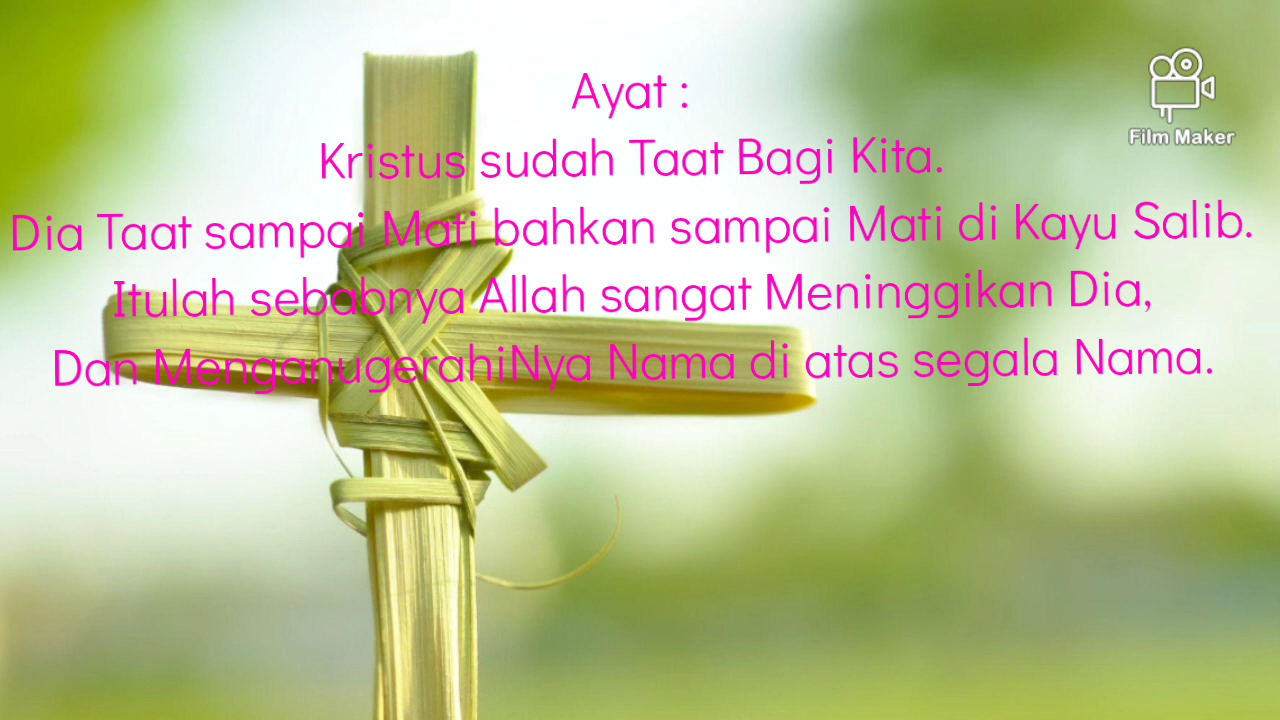 Ayat :
Kristus sudah Taat Bagi Kita.
Dia Taat sampai Mati bahkan sampai Mati di Kayu Salib.
Itulah sebabnya Allah sangat Meninggikan Dia,
Dan MenganugerahiNya Nama di atas segala Nama.
Film Maker